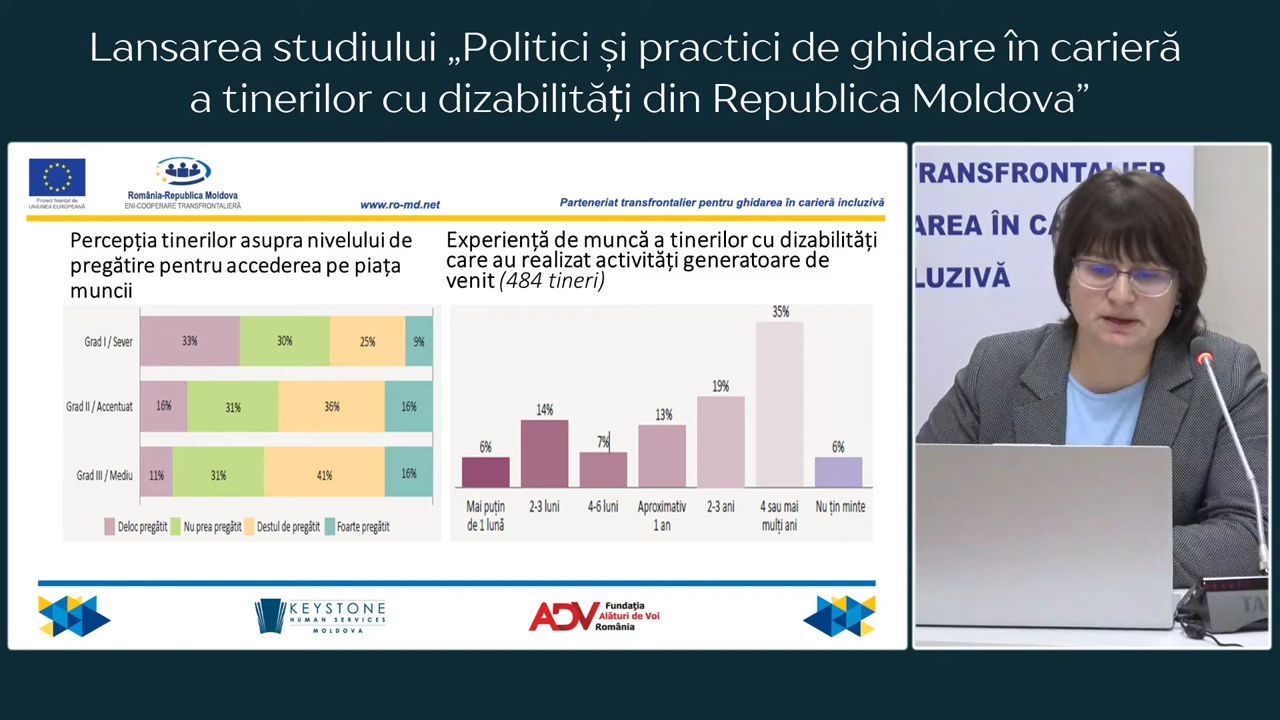 Lansarea studiului „Politici și practici de ghidare în carieră
a tinerilor cu dizabilități din Republica Moldova”
Proiect finanțat de
UNIUNEA EUROPEANĂ
România-Republica Moldova
ENI-COOPERARE TRANSFRONTALIERĂ
www.ro-md.net
Parteneriat transfrontalier pentru ghidarea în carieră incluzivă
Percepția tinerilor asupra nivelului de
pregătire pentru accederea pe piața
muncii
Grad I / Sever
33%
30%
25%
9%
Grad II / Accentuat
16%
31%
36%
16%
Grad III / Mediu
11%
31%
41%
16%
Deloc pregătit
Nu prea pregătit
Destul de pregătit
Foarte pregătit
Experiență de muncă a tinerilor cu dizabilități
care au realizat activități generatoare de
venit (484 tineri)
6%
14%
7%
13%
19%
35%
6%
Mai puțin
de 1 lună
2-3 luni
4-6 luni
Aproximativ
1 an
2-3 ani
4 sau mai
mulți ani
Nu țin minte
KEYSTONE
HUMAN SERVICES
MOLDOVA
ADV
Fundația
Alături de Voi
România
TRANSFRONTALIER
AREA ÎN CA
LUZIVĂ